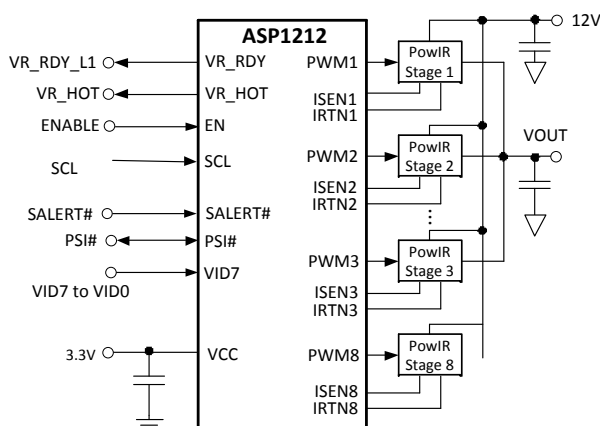 ASP1212
12V
VR_RDY_L1
VR_RDY
PWM1
PowIR
Stage 1
VR_HOT
VR_HOT
ISEN1
IRTN1
ENABLE
EN
VOUT
SCL
SCL
PWM2
PowIR
Stage 2
ISEN2
IRTN2
SALERT#
SALERT#
PSI#
PSI#
PWM3
PowIR
Stage 3
VID7
VID7 to VID0
ISEN3
IRTN3
3.3V
VCC
PWM8
PowIR
Stage 8
ISEN8
IRTN8